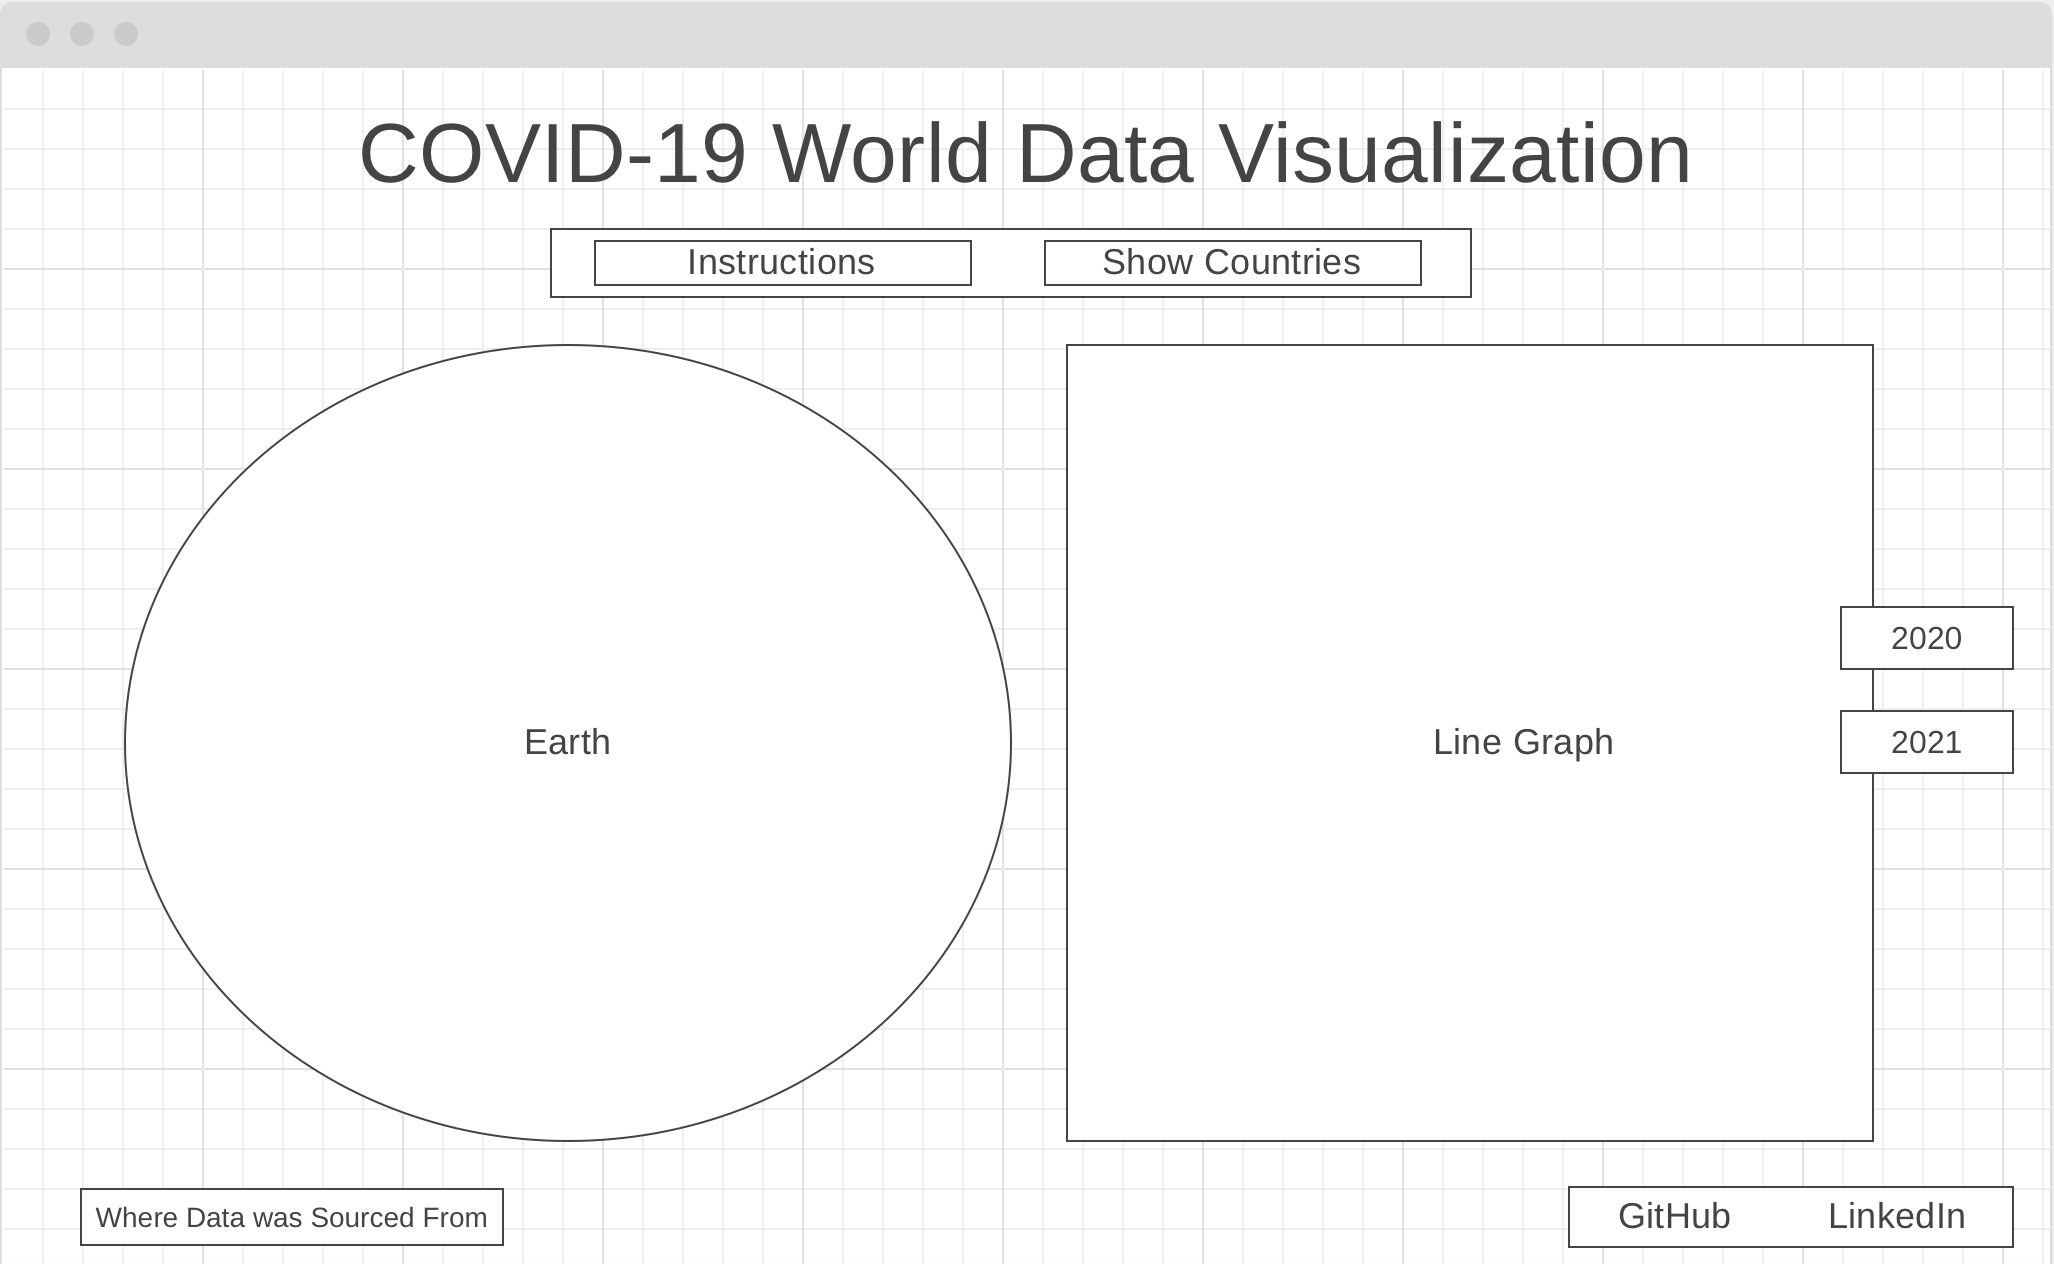 COVID-19 World Data Visualization
Instructions
Show Countries
Earth
Line Graph
2020
2021
Where Data was Sourced From
GitHub
LinkedIn